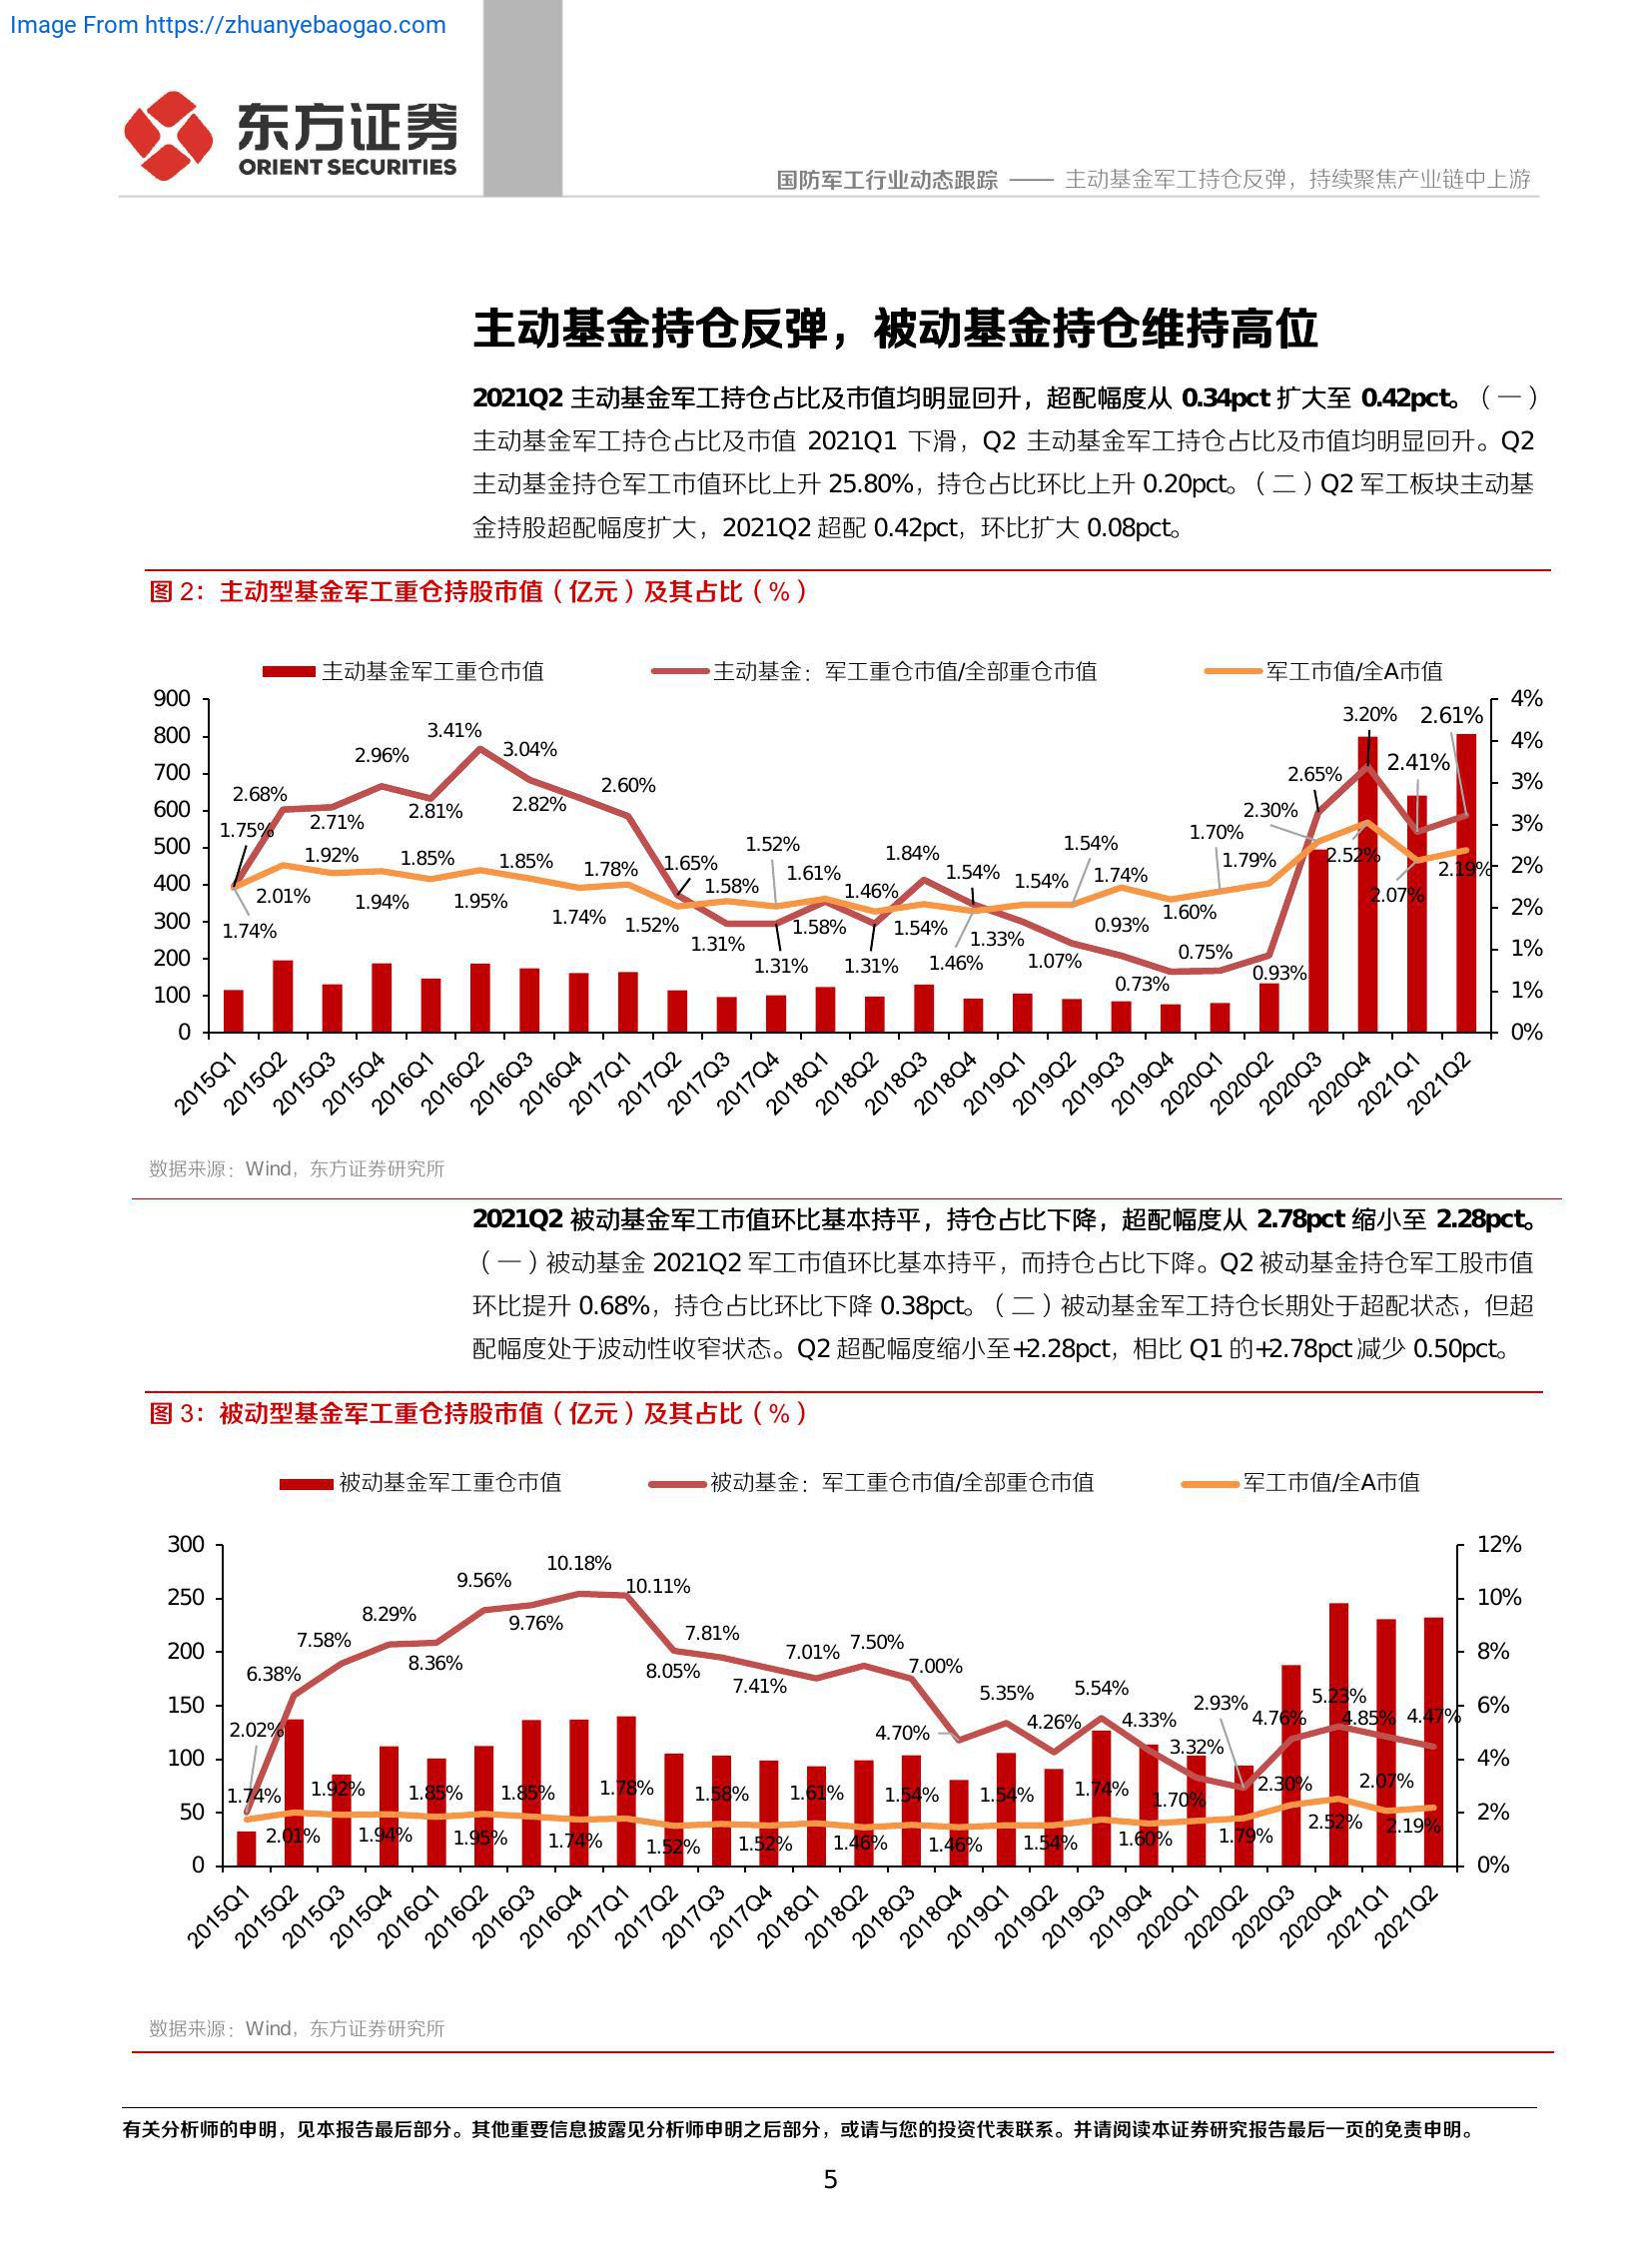 Image From https://zhuanyebaogao.com
东方证券
ORIENT SECURITIES
国防军工行业动态跟踪 —— 主动基金军工持仓反弹，持续聚焦产业链中上游
主动基金持仓反弹，被动基金持仓维持高位
2021Q2 主动基金军工持仓占比及市值均明显回升，超配幅度从 0.34pct 扩大至 0.42pct。（一）
主动基金军工持仓占比及市值 2021Q1 下滑，Q2 主动基金军工持仓占比及市值均明显回升。Q2
主动基金持仓军工市值环比上升 25.80%，持仓占比环比上升 0.20pct。（二）Q2 军工板块主动基
金持股超配幅度扩大，2021Q2 超配 0.42pct，环比扩大 0.08pct。
图 2：主动型基金军工重仓持股市值（亿元）及其占比（%）
主动基金军工重仓市值 主动基金：军工重仓市值/全部重仓市值 军工市值/全A市值
900
800
700
600
500
400
300
200
100
0
4%
4%
3%
3%
2%
2%
1%
1%
0%
1.75% 2.68% 2.71% 2.96% 2.81% 3.41% 3.04% 2.82% 2.60% 1.65% 1.31% 1.31% 1.58% 1.31% 1.84% 1.54% 1.33% 1.07% 0.93% 0.73% 0.75% 0.93% 2.65% 3.20% 2.41% 2.61%
1.74% 2.01% 1.92% 1.94% 1.85% 1.95% 1.85% 1.74% 1.78% 1.52% 1.58% 1.52% 1.61% 1.46% 1.54% 1.46% 1.54% 1.54% 1.74% 1.60% 1.70% 1.79% 2.30% 2.52% 2.07% 2.19%
2015Q1 2015Q2 2015Q3 2015Q4 2016Q1 2016Q2 2016Q3 2016Q4 2017Q1 2017Q2 2017Q3 2017Q4 2018Q1 2018Q2 2018Q3 2018Q4 2019Q1 2019Q2 2019Q3 2019Q4 2020Q1 2020Q2 2020Q3 2020Q4 2021Q1 2021Q2
数据来源：Wind，东方证券研究所
2021Q2 被动基金军工市值环比基本持平，持仓占比下降，超配幅度从 2.78pct 缩小至 2.28pct。
（一）被动基金 2021Q2 军工市值环比基本持平，而持仓占比下降。Q2 被动基金持仓军工股市值
环比提升 0.68%，持仓占比环比下降 0.38pct。（二）被动基金军工持仓长期处于超配状态，但超
配幅度处于波动性收窄状态。Q2 超配幅度缩小至+2.28pct，相比 Q1 的+2.78pct 减少 0.50pct。
图 3：被动型基金军工重仓持股市值（亿元）及其占比（%）
被动基金军工重仓市值 被动基金：军工重仓市值/全部重仓市值 军工市值/全A市值
300
250
200
150
100
50
0
12%
10%
8%
6%
4%
2%
0%
2.02% 6.38% 7.58% 8.29% 8.36% 9.56% 9.76% 10.18% 10.11% 8.05% 7.81% 7.41% 7.01% 7.50% 7.00% 4.70% 5.35% 4.26% 5.54% 4.33% 3.32% 2.93% 4.76% 5.23% 4.85% 4.47%
1.74% 2.01% 1.92% 1.94% 1.85% 1.95% 1.85% 1.74% 1.78% 1.52% 1.58% 1.52% 1.61% 1.46% 1.54% 1.46% 1.54% 1.54% 1.74% 1.60% 1.70% 1.79% 2.30% 2.52% 2.07% 2.19%
2015Q1 2015Q2 2015Q3 2015Q4 2016Q1 2016Q2 2016Q3 2016Q4 2017Q1 2017Q2 2017Q3 2017Q4 2018Q1 2018Q2 2018Q3 2018Q4 2019Q1 2019Q2 2019Q3 2019Q4 2020Q1 2020Q2 2020Q3 2020Q4 2021Q1 2021Q2
数据来源：Wind，东方证券研究所
有关分析师的申明，见本报告最后部分。其他重要信息披露见分析师申明之后部分，或请与您的投资代表联系。并请阅读本证券研究报告最后一页的免责申明。
5